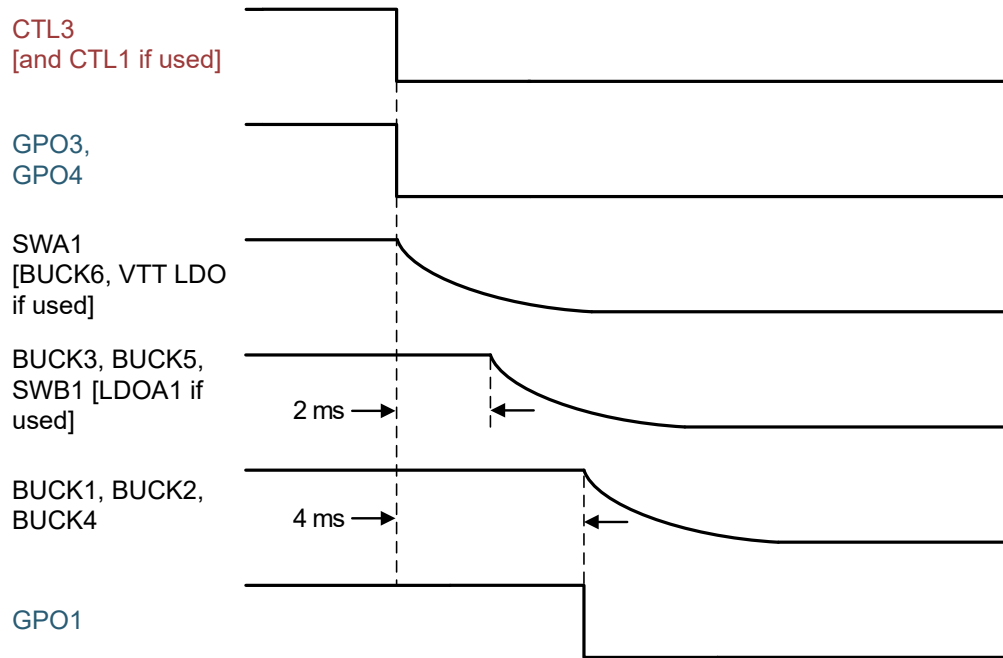 CTL3
[and CTL1 if used]
GPO3,
GPO4
SWA1
[BUCK6, VTT LDO
if used]
BUCK3, BUCK5,
SWB1 [LDOA1 if
used]
2 ms
BUCK1, BUCK2,
BUCK4
4 ms
GPO1